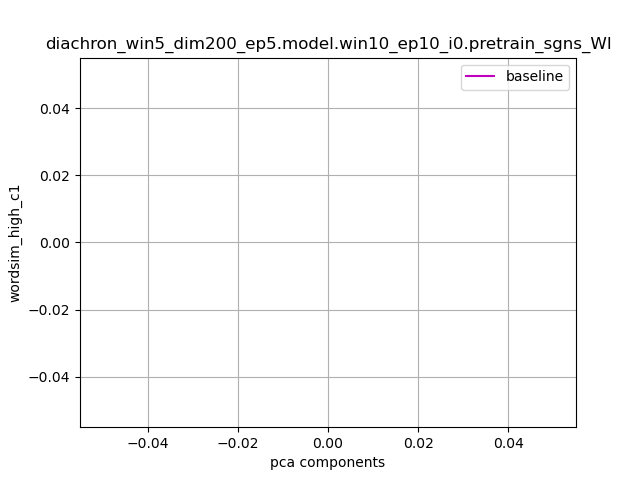 diachron_win5_dim200_ep5.model.win10_ep10_i0.pretrain_sgns_WI
baseline
0.04
0.02
0.00
−0.02
−0.04
wordsim_high_c1
−0.04 −0.02 0.00 0.02 0.04
pca components